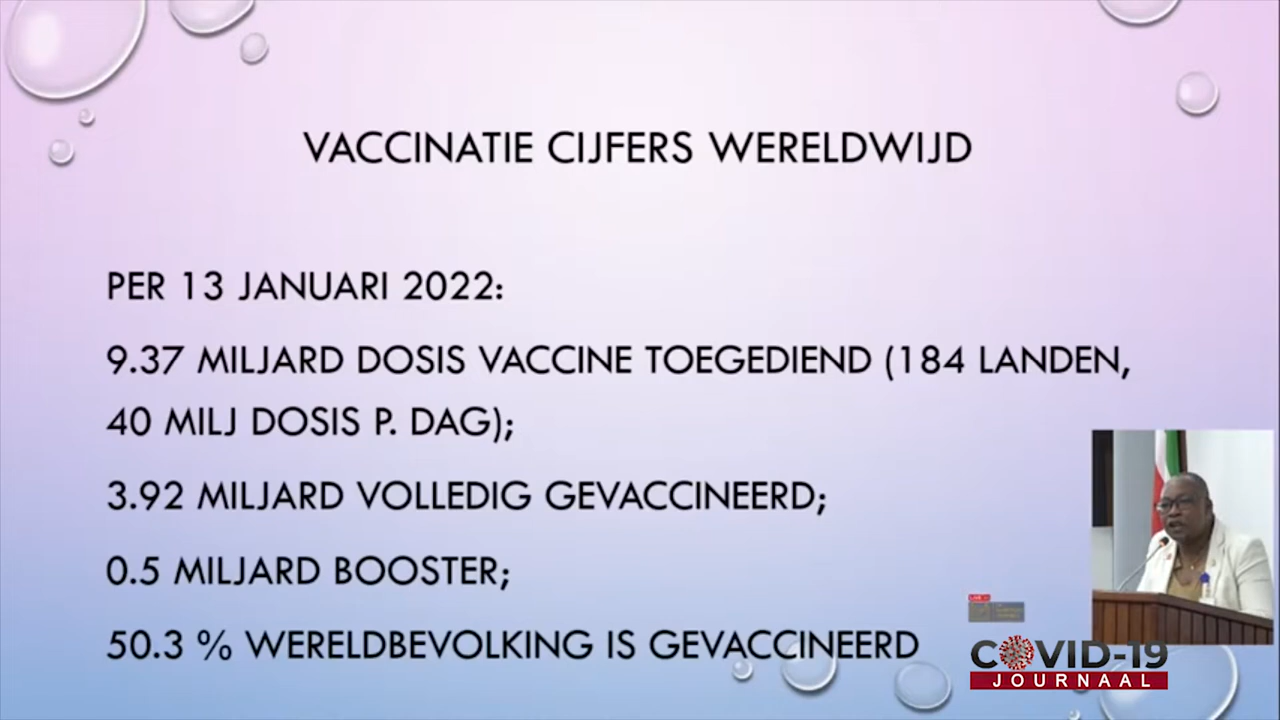 VACCINATIE CIJFERS WERELDWIJD
PER 13 JANUARI 2022:
9.37 MILJARD DOSIS VACCINE TOEGEDIEND (184 LANDEN,
40 MILJ DOSIS P. DAG);
3.92 MILJARD VOLLEDIG GEVACCINEERD;
0.5 MILJARD BOOSTER;
50.3 % WERELDBEVOLKING IS GEVACCINEERD
LIVE
COVID-19
JOURNAAL